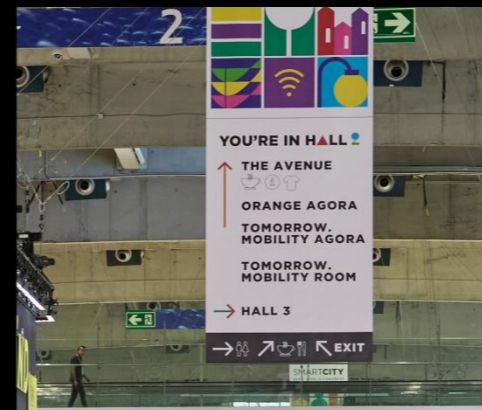 2
YOU'RE IN HALL 2
THE AVENUE
ORANGE AGORA
TOMORROW.
MOBILITY AGORA
TOMORROW.
MOBILITY ROOM
HALL 3
EXIT
SMARTCITY